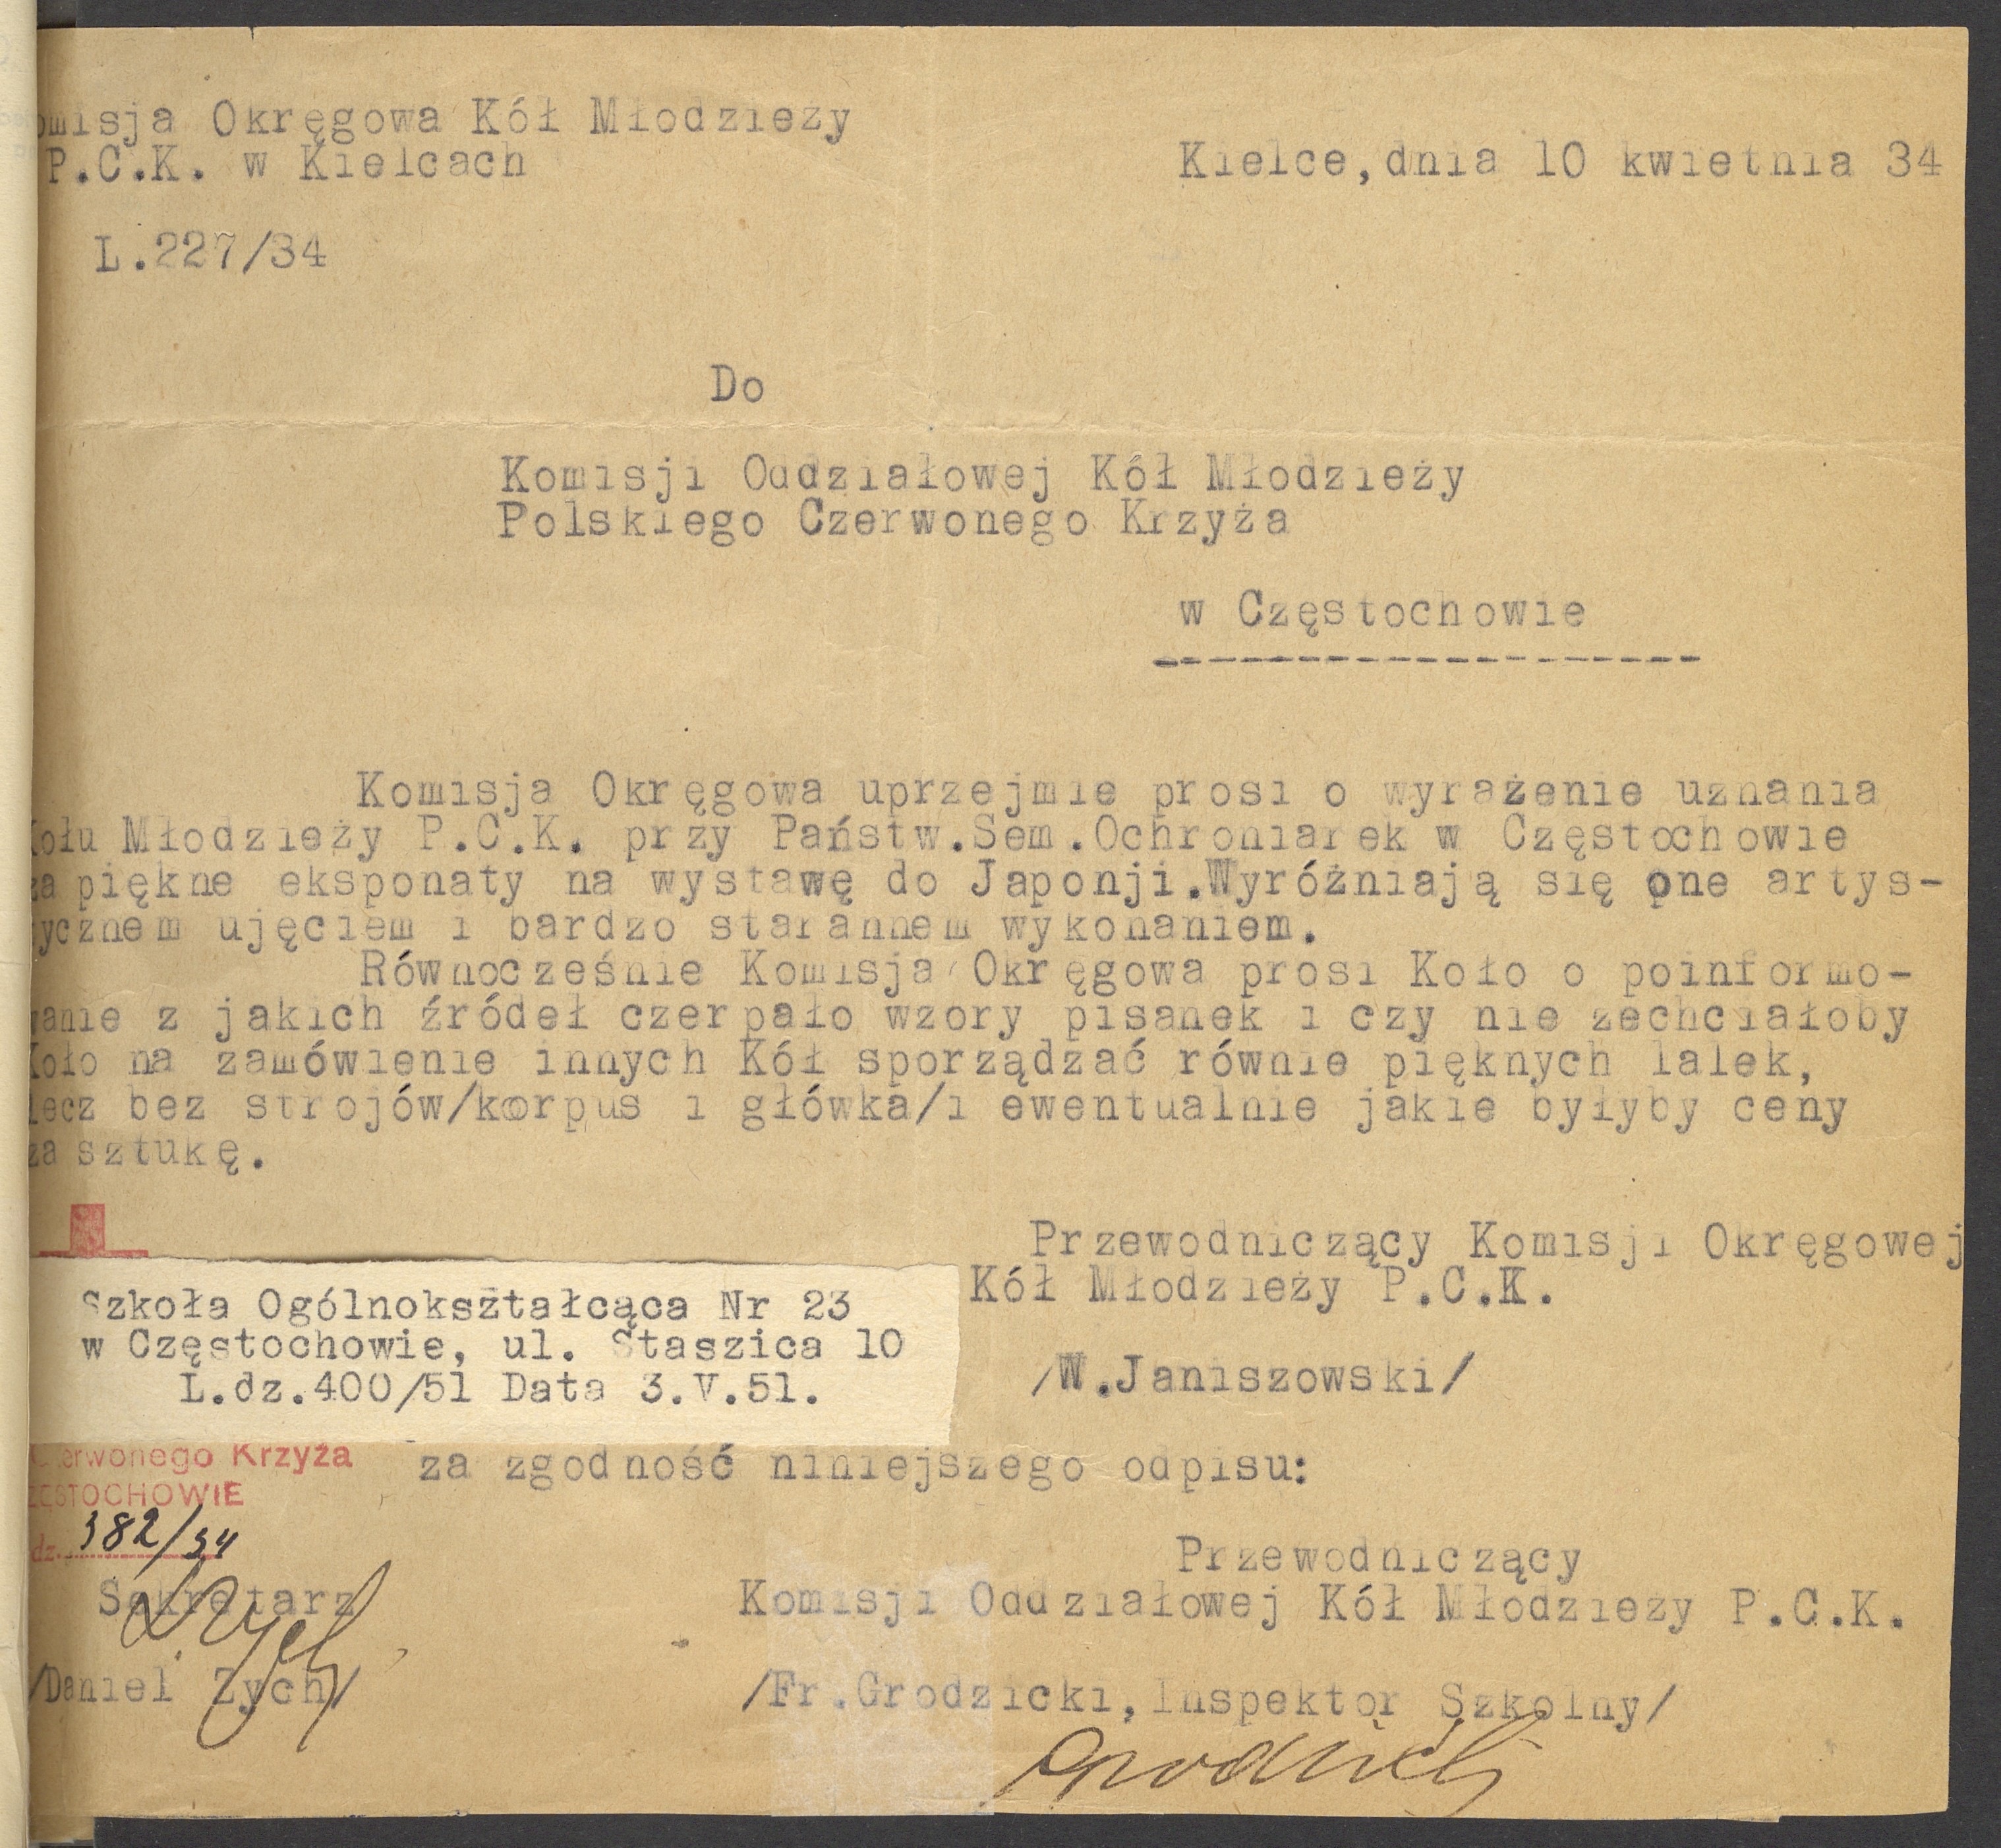 omisja Okręgowa Kół Młodzieży
P.C.K. w Kielcach
Kielce, dnia 10 kwietnia 34
L.227/34
Do
Komisji Oddziałowej Kół Młodzieży
Polskiego Czerwonego Krzyża
w Częstochowie
-------------------
Komisja Okręgowa uprzejmie prosi o wyrażenie uznania
Kołu Młodzieży P.C.K. przy Państw.Sem.Ochroniarek w Częstochowie
za piękne eksponaty na wystawę do Japonji.Wyróżniają się one artys-
tycznem ujęciem i bardzo starannem wykonaniem.
Równocześnie Komisja Okręgowa prosi Koło o poinformo-
wanie z jakich źródeł czerpało wzory pisanek i czy nie zechciałoby
Koło na zamówienie innych Kół sporządzać równie pięknych lalek,
lecz bez strojów/korpus i główka/i ewentualnie jakie byłyby ceny
za sztukę.
Przewodniczący Komisji Okręgowej
Kół Młodzieży P.C.K.
/W.Janiszowski/
Szkoła Ogólnokształcąca Nr 23
w Częstochowie, ul. Staszica 10
L.dz.400/51 Data 3.V.51.
Czerwonego Krzyża
ZĘSTOCHOWIE
dz. 382/34
za zgodność niniejszego odpisu:
Sekretarz
DZych
/Daniel Zych/
Przewodniczący
Komisji Oddziałowej Kół Młodzieży P.C.K.
/Fr.Grodzicki, Inspektor Szkolny/
Grodzicki